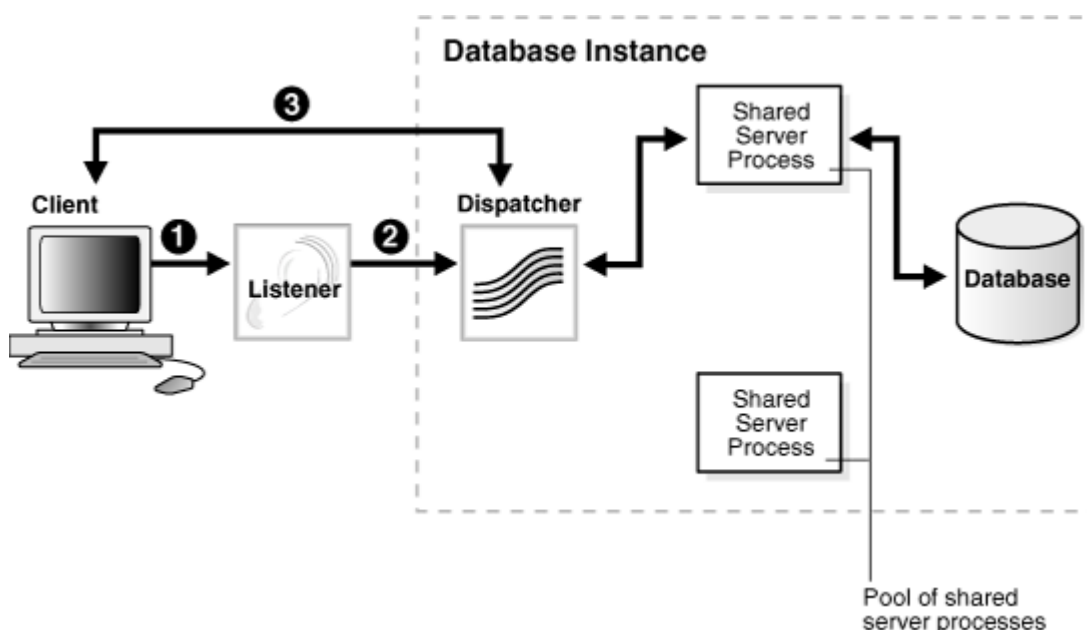 Database Instance
3
Shared
Server
Process
Client
Dispatcher
1
2
Listener
Database
Shared
Server
Process
Pool of shared
server processes